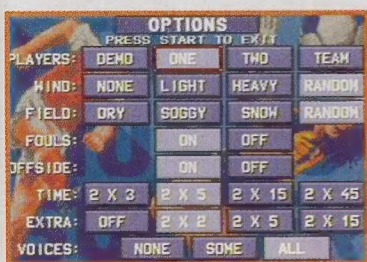 OPTIONS
PRESS START TO EXIT
PLAYERS: DEMO ONE TWO TEAM
WIND: NONE LIGHT HEAVY RANDOM
FIELD: DRY SOGGY SNOW RANDOM
FOULS: ON OFF
OFFSIDE: ON OFF
TIME: 2 X 3 2 X 5 2 X 15 2 X 45
EXTRA: OFF 2 X 2 2 X 5 2 X 15
VOICES: NONE SOME ALL